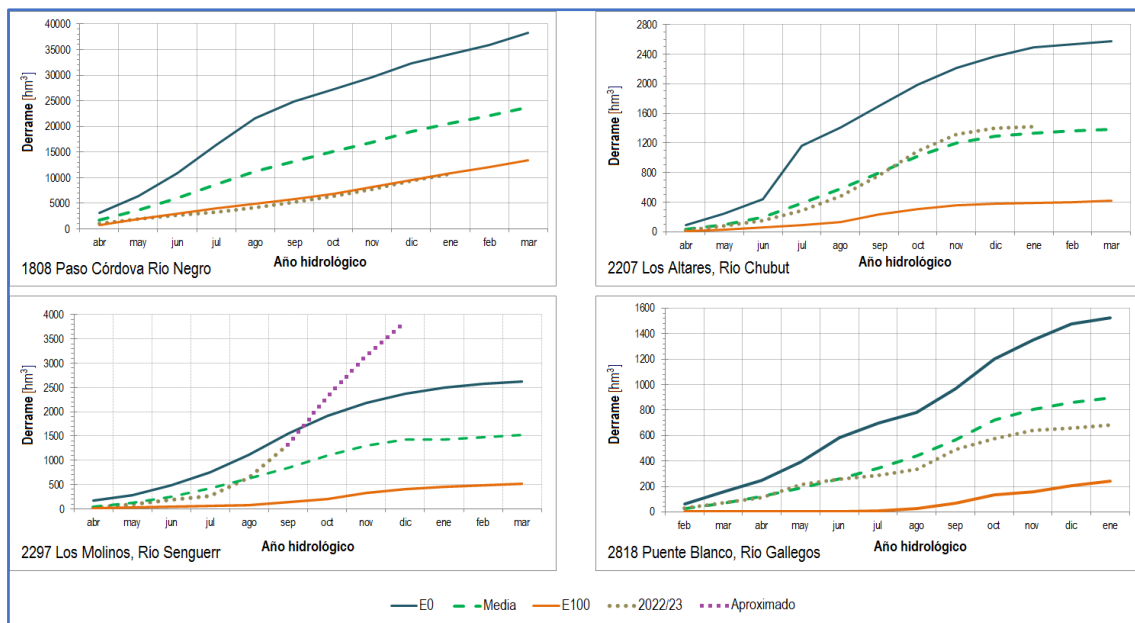 40000
35000
30000
25000
20000
15000
10000
5000
0
Derrame [hm³]
abr may jun jul ago sep oct nov dic ene feb mar
Año hidrológico
1808 Paso Córdova Río Negro
2800
2400
2000
1600
1200
800
400
0
Derrame [hm³]
abr may jun jul ago sep oct nov dic ene feb mar
Año hidrológico
2207 Los Altares, Río Chubut
4000
3500
3000
2500
2000
1500
1000
500
0
Derrame [hm³]
abr may jun jul ago sep oct nov dic ene feb mar
Año hidrológico
2297 Los Molinos, Río Senguerr
1600
1400
1200
1000
800
600
400
200
0
Derrame [hm³]
feb mar abr may jun jul ago sep oct nov dic ene
Año hidrológico
2818 Puente Blanco, Río Gallegos
E0 Media E100 2022/23 Aproximado